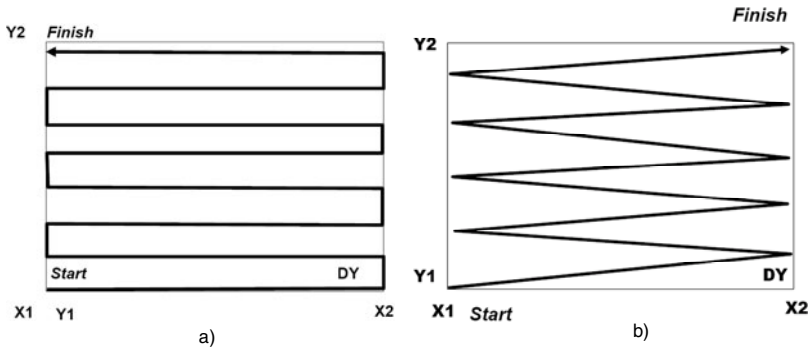 Y2 Finish
Start DY
X1 Y1 X2
a)
Finish
Y2
Y1 DY
X1 Start X2
b)